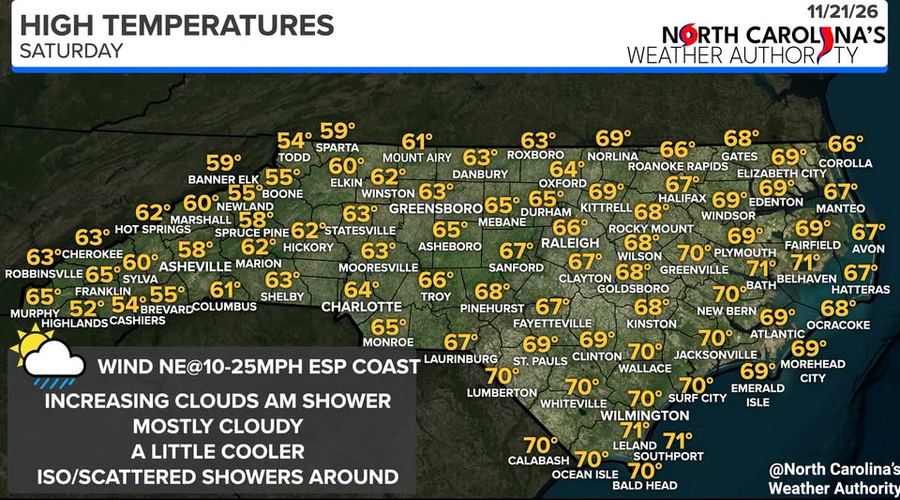 HIGH TEMPERATURES
SATURDAY
11/21/26
NORTH CAROLINA'S
WEATHER AUTHORITY
54°
TODD
59°
SPARTA
61°
MOUNT AIRY
63°
DANBURY
63°
ROXBORO
69°
NORLINA
66°
ROANOKE RAPIDS
68°
GATES
69°
ELIZABETH CITY
66°
COROLLA
59°
BANNER ELK
55°
BOONE
60°
ELKIN
62°
WINSTON
63°
GREENSBORO
64°
OXFORD
67°
HALIFAX
69°
EDENTON
67°
MANTEO
55°
NEWLAND
60°
MARSHALL
62°
HOT SPRINGS
58°
SPRUCE PINE
62°
HICKORY
63°
STATESVILLE
65°
MEBANE
65°
DURHAM
69°
KITTRELL
68°
ROCKY MOUNT
69°
WINDSOR
63°
CHEROKEE
58°
ASHEVILLE
62°
MARION
63°
MOORESVILLE
65°
ASHEBORO
66°
RALEIGH
68°
WILSON
69°
PLYMOUTH
69°
FAIRFIELD
67°
AVON
63°
ROBBINSVLLE
65°
FRANKLIN
60°
SYLVA
67°
SANFORD
67°
CLAYTON
68°
GOLDSBORO
70°
GREENVILLE
71°
BATH
71°
BELHAVEN
67°
HATTERAS
65°
MURPHY
52°
HIGHLANDS
54°
CASHIERS
55°
BREVARD
61°
COLUMBUS
63°
SHELBY
64°
CHARLOTTE
66°
TROY
68°
PINEHURST
67°
FAYETTEVILLE
68°
KINSTON
70°
NEW BERN
69°
ATLANTIC
68°
OCRACOKE
65°
MONROE
67°
LAURINBURG
69°
ST. PAULS
69°
CLINTON
70°
WALLACE
70°
JACKSONVILLE
69°
MOREHEAD
CITY
70°
LUMBERTON
70°
WHITEVILLE
70°
WILMINGTON
70°
SURF CITY
69°
EMERALD
ISLE
71°
LELAND
71°
SOUTHPORT
70°
CALABASH
70°
OCEAN ISLE
70°
BALD HEAD
WIND NE@10-25MPH ESP COAST
INCREASING CLOUDS AM SHOWER
MOSTLY CLOUDY
A LITTLE COOLER
ISO/SCATTERED SHOWERS AROUND
@North Carolina's
Weather Authority